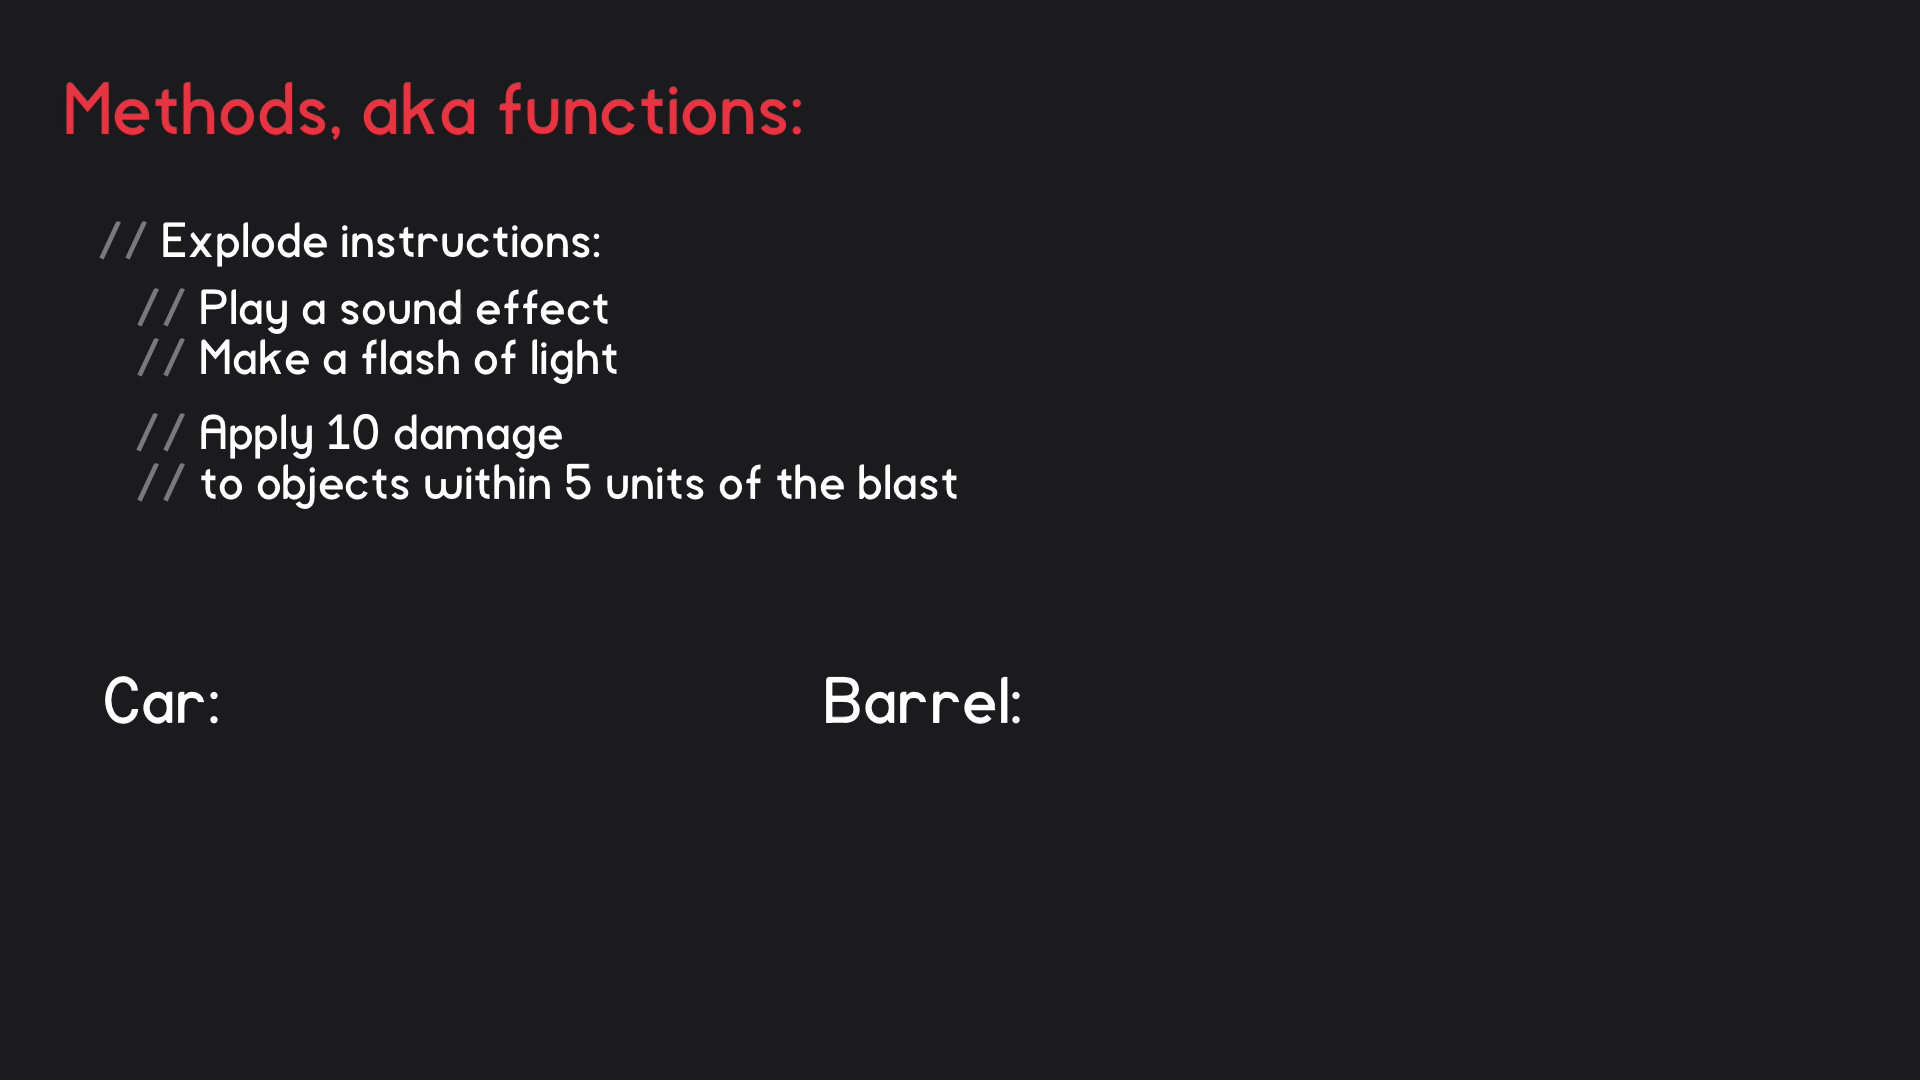 Methods, aka functions:
// Explode instructions:
// Play a sound effect
// Make a flash of light
// Apply 10 damage
// to objects within 5 units of the blast
Car:
Barrel: